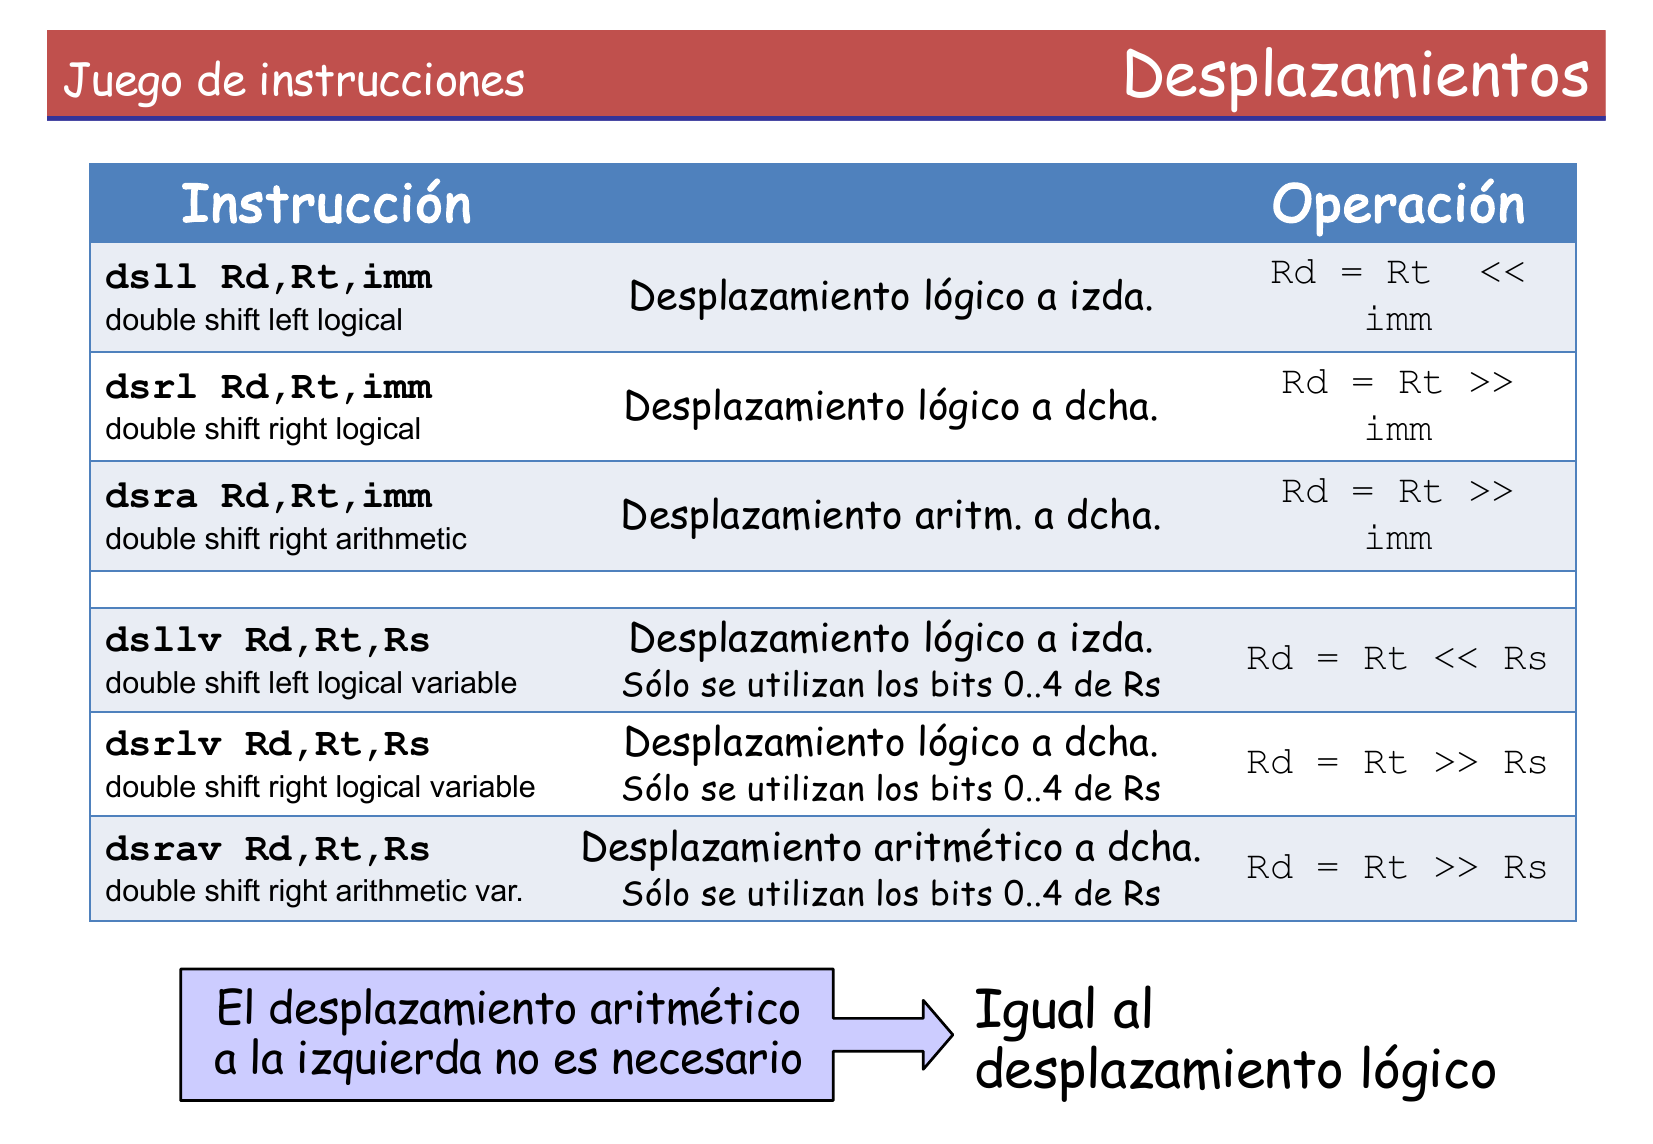 Juego de instrucciones
Desplazamientos
Instrucción
Operación
dsll Rd,Rt,imm
double shift left logical
Desplazamiento lógico a izda.
Rd = Rt  <<
imm
dsrl Rd,Rt,imm
double shift right logical
Desplazamiento lógico a dcha.
Rd = Rt >>
imm
dsra Rd,Rt,imm
double shift right arithmetic
Desplazamiento aritm. a dcha.
Rd = Rt >>
imm
dsllv Rd,Rt,Rs
double shift left logical variable
Desplazamiento lógico a izda.
Sólo se utilizan los bits 0..4 de Rs
Rd = Rt << Rs
dsrlv Rd,Rt,Rs
double shift right logical variable
Desplazamiento lógico a dcha.
Sólo se utilizan los bits 0..4 de Rs
Rd = Rt >> Rs
dsrav Rd,Rt,Rs
double shift right arithmetic var.
Desplazamiento aritmético a dcha.
Sólo se utilizan los bits 0..4 de Rs
Rd = Rt >> Rs
El desplazamiento aritmético
a la izquierda no es necesario
Igual al
desplazamiento lógico